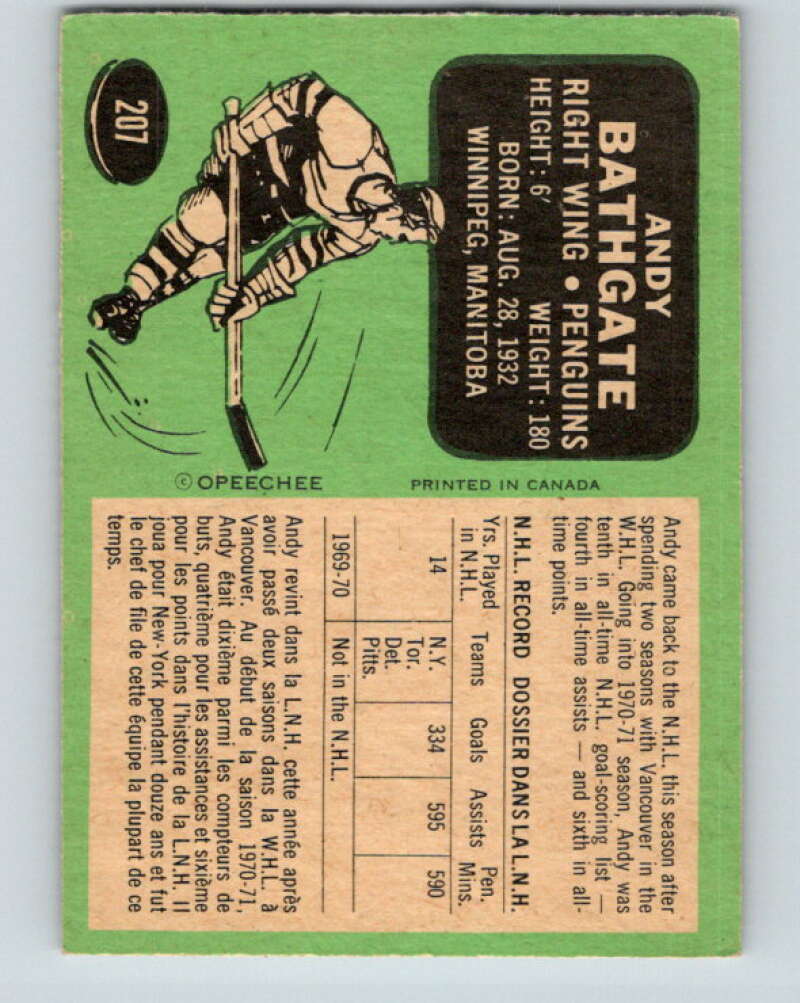 207
ANDY
BATHGATE
RIGHT WING • PENGUINS
HEIGHT: 6' WEIGHT: 180
BORN: AUG. 28, 1932
WINNIPEG, MANITOBA
© OPEECHEE PRINTED IN CANADA
Andy came back to the N.H.L. this season after
spending two seasons with Vancouver in the
W.H.L. Going into 1970-71 season, Andy was
tenth in all-time N.H.L. goal-scoring list —
fourth in all-time assists — and sixth in all-
time points.
N.H.L. RECORD DOSSIER DANS LA L.N.H.
Yrs. Played Teams Goals Assists Pen.
in N.H.L. Mins.
14 N.Y. 334 595 590
Tor.
Det.
Pitts.
1969-70 Not in the N.H.L.
Andy revint dans la L.N.H. cette année après
avoir passé deux saisons dans la W.H.L. à
Vancouver. Au début de la saison 1970-71,
Andy était dixième parmi les compteurs de
buts, quatrième pour les assistances et sixième
pour les points dans l'histoire de la L.N.H. Il
joua pour New-York pendant douze ans et fut
le chef de file de cette équipe la plupart de ce
temps.